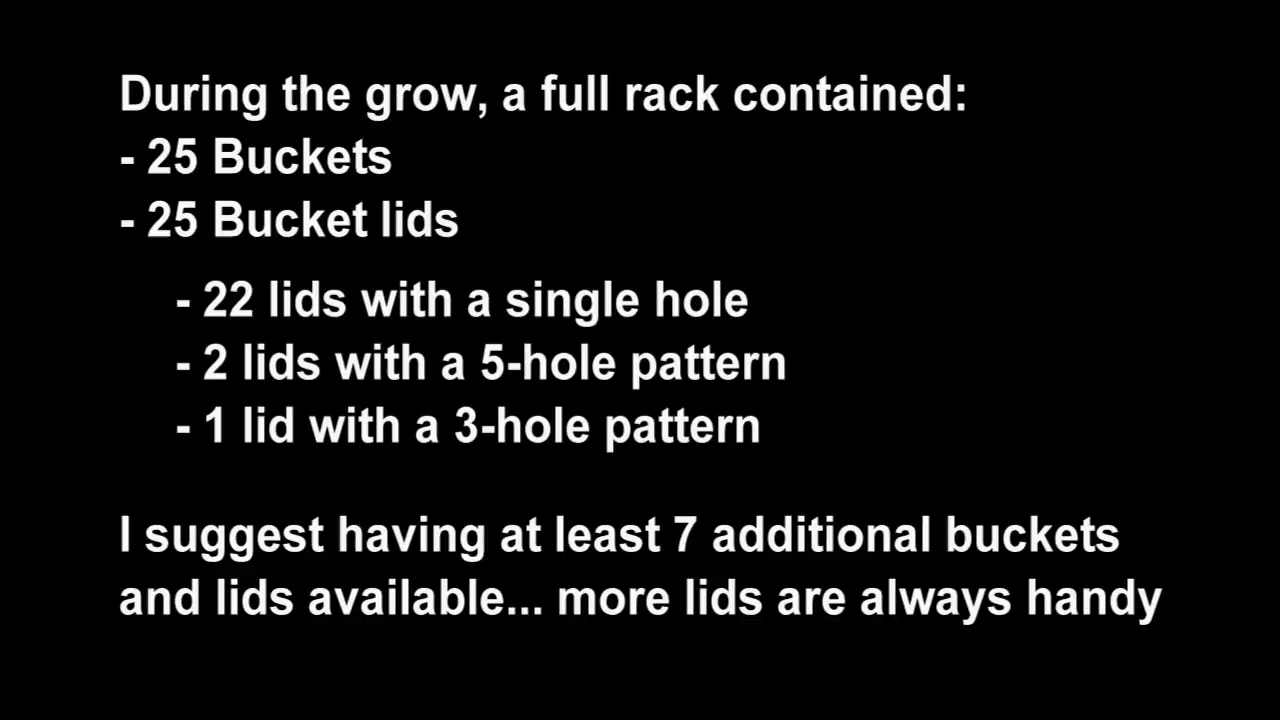 During the grow, a full rack contained:
- 25 Buckets
- 25 Bucket lids
- 22 lids with a single hole
- 2 lids with a 5-hole pattern
- 1 lid with a 3-hole pattern
I suggest having at least 7 additional buckets
and lids available... more lids are always handy